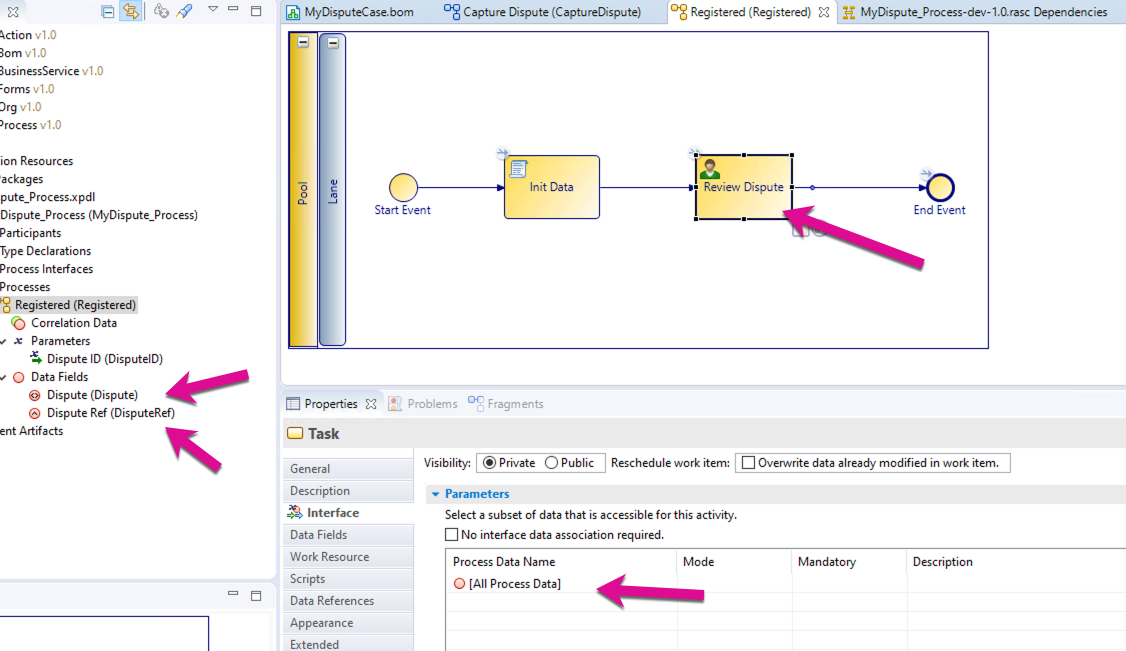 MyDisputeCase.bom
Capture Dispute (CaptureDispute)
Registered (Registered)
MyDispute_Process-dev-1.0.rasc Dependencies
Action v1.0
Bom v1.0
BusinessService v1.0
Forms v1.0
Org v1.0
Process v1.0
ion Resources
ackages
pute_Process.xpdl
Dispute_Process (MyDispute_Process)
Participants
Type Declarations
Process Interfaces
Processes
Registered (Registered)
Correlation Data
Parameters
Dispute ID (DisputeID)
Data Fields
Dispute (Dispute)
Dispute Ref (DisputeRef)
ent Artifacts
Pool
Lane
Start Event
Init Data
Review Dispute
End Event
Properties
Problems
Fragments
Task
General
Description
Interface
Data Fields
Work Resource
Scripts
Data References
Appearance
Extended
Visibility: Private Public Reschedule work item: Overwrite data already modified in work item.
Parameters
Select a subset of data that is accessible for this activity.
No interface data association required.
Process Data Name Mode Mandatory Description
[All Process Data]